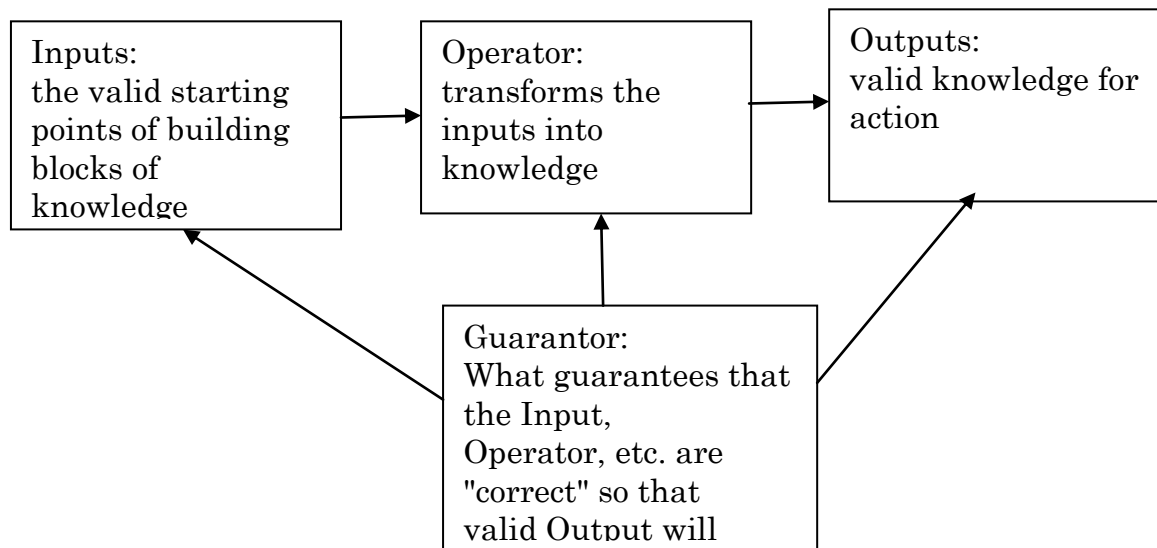 Inputs:
the valid starting
points of building
blocks of
knowledge
Operator:
transforms the
inputs into
knowledge
Outputs:
valid knowledge for
action
Guarantor:
What guarantees that
the Input,
Operator, etc. are
"correct" so that
valid Output will